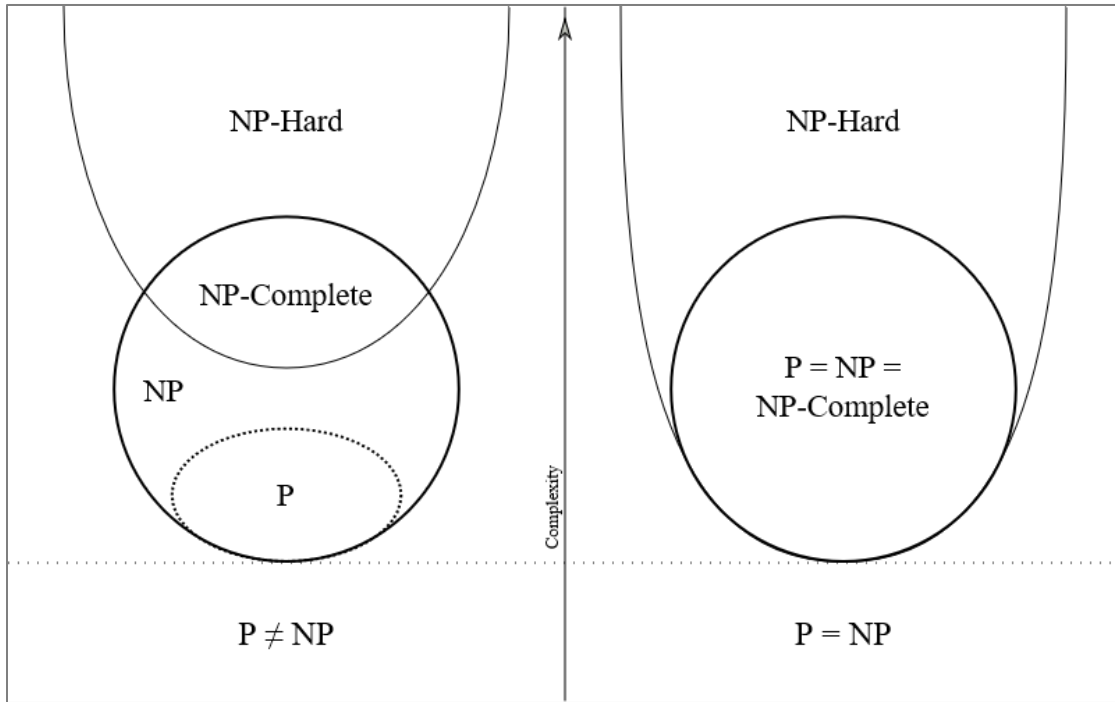 NP-Hard
NP-Complete
NP
P
P ≠ NP
Complexity
NP-Hard
P = NP =
NP-Complete
P = NP